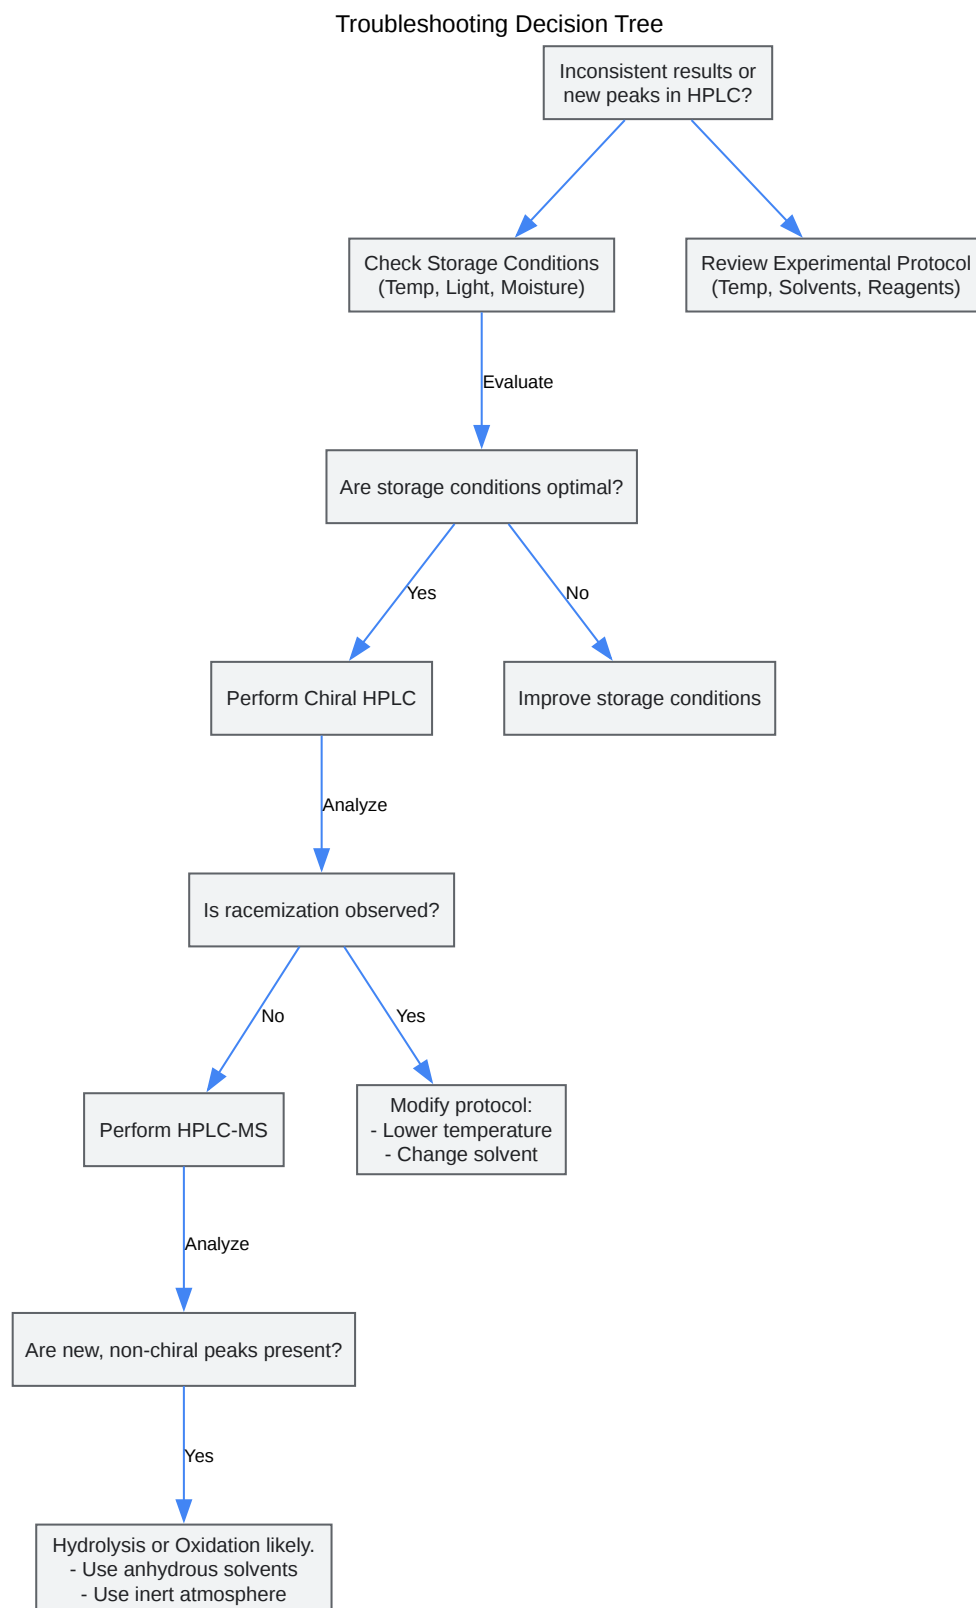 Troubleshooting Decision Tree
Inconsistent results or
new peaks in HPLC?
Check Storage Conditions
(Temp, Light, Moisture)
Review Experimental Protocol
(Temp, Solvents, Reagents)
Evaluate
Are storage conditions optimal?
Yes
No
Perform Chiral HPLC
Improve storage conditions
Analyze
Is racemization observed?
No
Yes
Perform HPLC-MS
Modify protocol:
- Lower temperature
- Change solvent
Analyze
Are new, non-chiral peaks present?
Yes
Hydrolysis or Oxidation likely.
- Use anhydrous solvents
- Use inert atmosphere